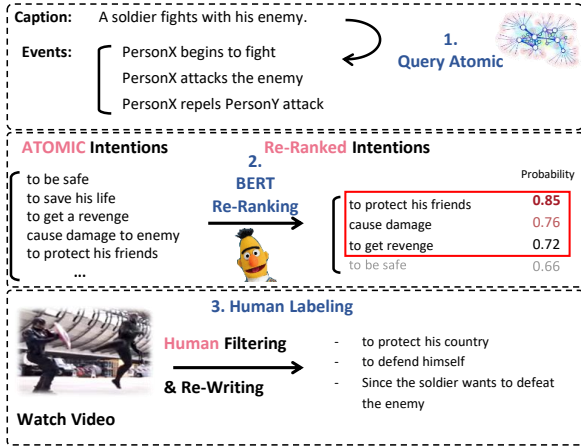 Caption: A soldier fights with his enemy.
Events: PersonX begins to fight
PersonX attacks the enemy
PersonX repels PersonY attack
1.
Query Atomic
ATOMIC Intentions
to be safe
to save his life
to get a revenge
cause damage to enemy
to protect his friends
...
2.
BERT
Re-Ranking
Re-Ranked Intentions
Probability
to protect his friends 0.85
cause damage 0.76
to get revenge 0.72
to be safe 0.66
3. Human Labeling
Watch Video
Human Filtering
& Re-Writing
- to protect his country
- to defend himself
- Since the soldier wants to defeat
the enemy